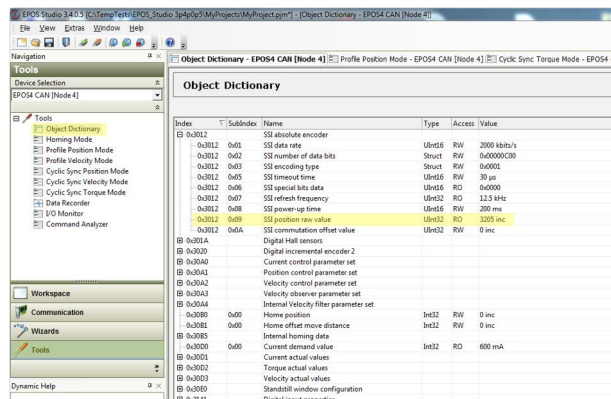 EPOS Studio 3.4.0.5 [C:\TempTests\EPOS_Studio 3p4p0p5\MyProjects\MyProject.pjm*] - [Object Dictionary - EPOS4 CAN [Node 4]]
File View Extras Window Help
Navigation
Tools
Device Selection
EPOS4 CAN [Node 4]
Tools
Object Dictionary
Homing Mode
Profile Position Mode
Profile Velocity Mode
Cyclic Sync Position Mode
Cyclic Sync Velocity Mode
Cyclic Sync Torque Mode
Data Recorder
I/O Monitor
Command Analyzer
Workspace
Communication
Wizards
Tools
Dynamic Help
Object Dictionary - EPOS4 CAN [Node 4] Profile Position Mode - EPOS4 CAN [Node 4] Cyclic Sync Torque Mode - EPOS4
Object Dictionary
Index SubIndex Name Type Access Value
0x3012 SSI absolute encoder
0x3012 0x01 SSI data rate UInt16 RW 2000 kbits/s
0x3012 0x02 SSI number of data bits Struct RW 0x00000C00
0x3012 0x03 SSI encoding type Struct RW 0x0001
0x3012 0x05 SSI timeout time UInt16 RW 30 µs
0x3012 0x06 SSI special bits data UInt16 RO 0x0000
0x3012 0x07 SSI refresh frequency UInt32 RO 12.5 kHz
0x3012 0x08 SSI power-up time UInt16 RW 200 ms
0x3012 0x09 SSI position raw value UInt32 RO 3205 inc
0x3012 0x0A SSI commutation offset value UInt32 RW 0 inc
0x301A Digital Hall sensors
0x3020 Digital incremental encoder 2
0x30A0 Current control parameter set
0x30A1 Position control parameter set
0x30A2 Velocity control parameter set
0x30A3 Velocity observer parameter set
0x30A4 Internal Velocity filter parameter set
0x30B0 0x00 Home position Int32 RW 0 inc
0x30B1 0x00 Home offset move distance Int32 RW 0 inc
0x30B5 Internal homing data
0x30D0 0x00 Current demand value Int32 RO 600 mA
0x30D1 Current actual values
0x30D2 Torque actual values
0x30D3 Velocity actual values
0x30E0 Standstill window configuration
0x3141 Digital input properties